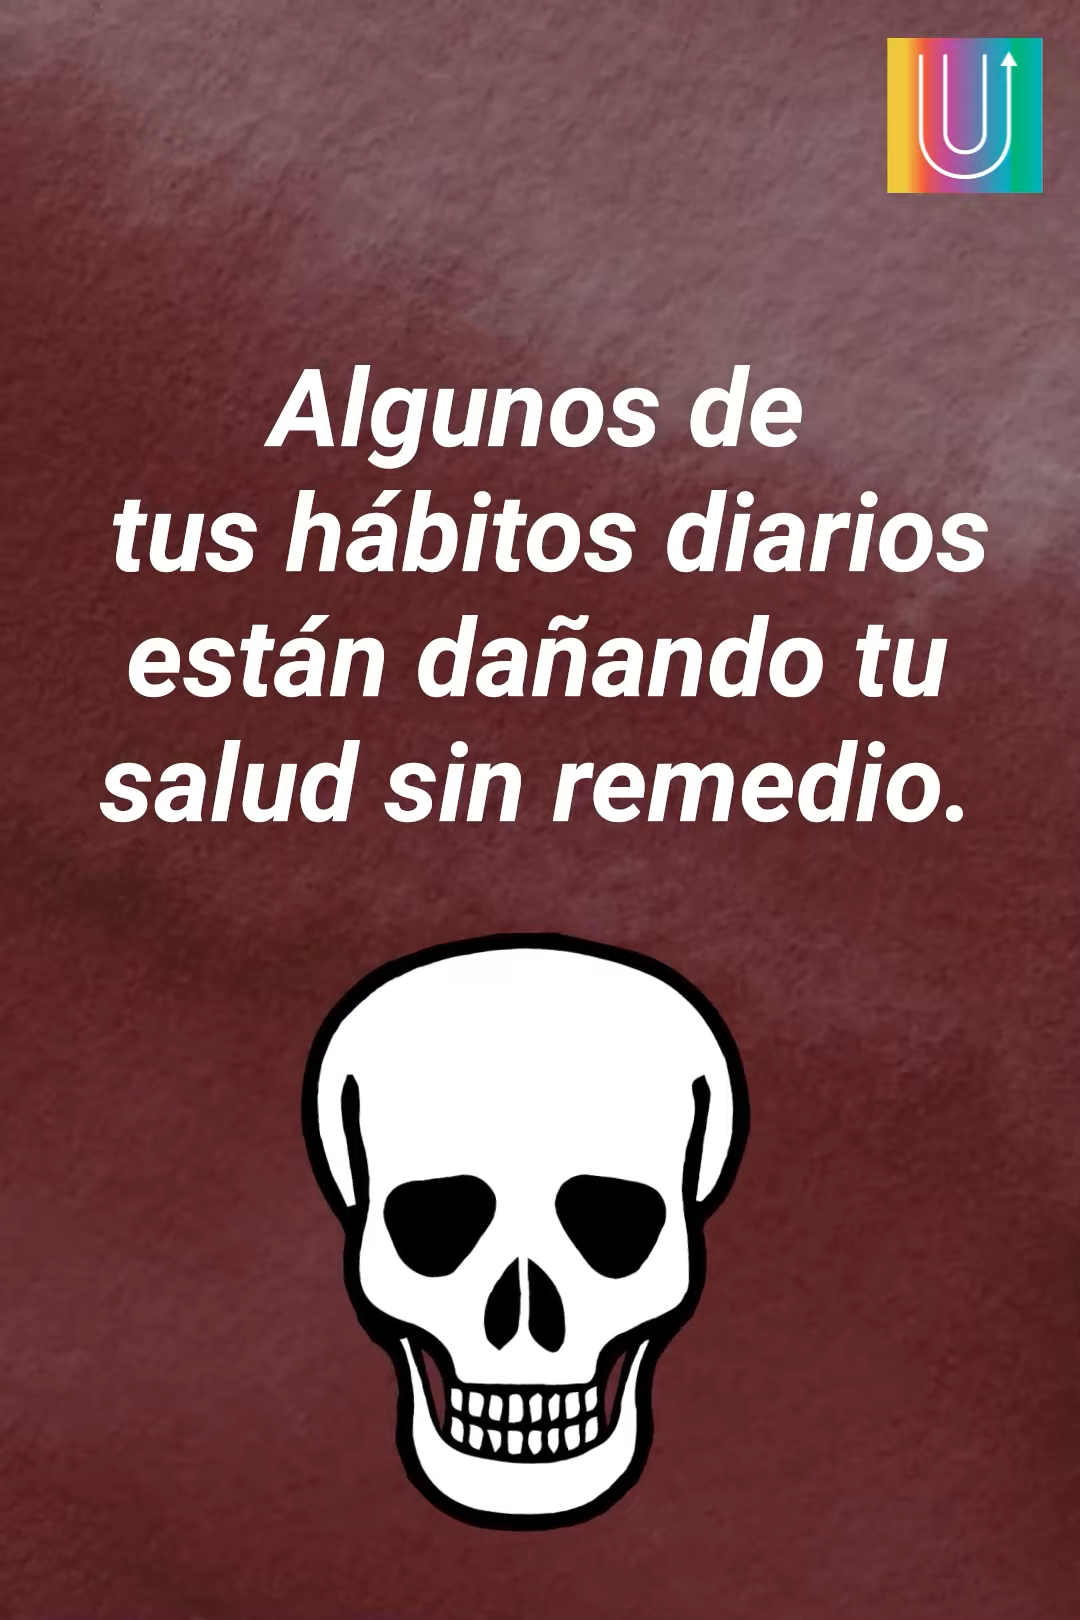 U
Algunos de
tus hábitos diarios
están dañando tu
salud sin remedio.